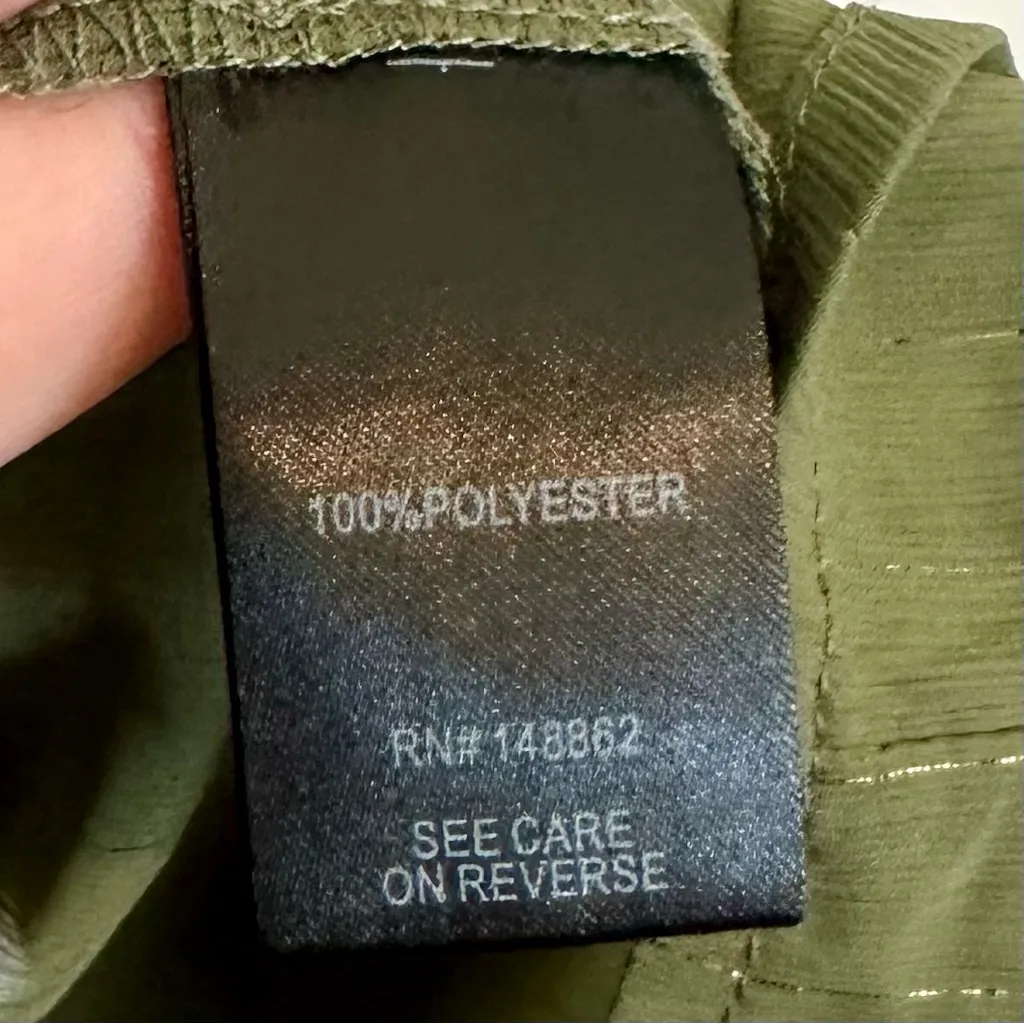 100%POLYESTER
RN# 148862
SEE CARE
ON REVERSE